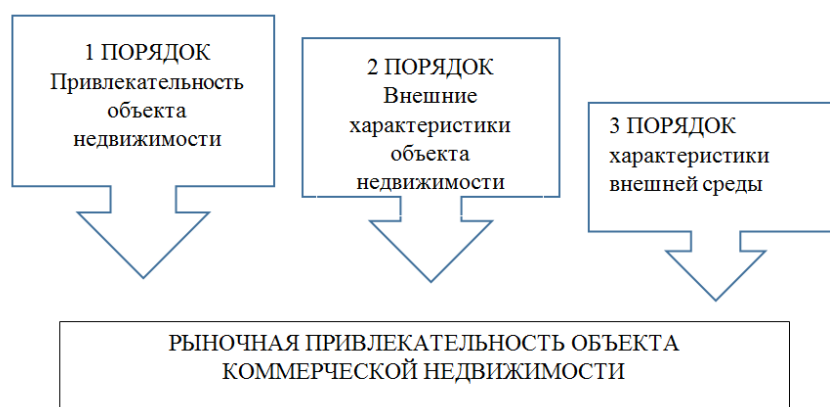 1 ПОРЯДОК
Привлекательность
объекта
недвижимости
2 ПОРЯДОК
Внешние
характеристики
объекта
недвижимости
3 ПОРЯДОК
характеристики
внешней среды
РЫНОЧНАЯ ПРИВЛЕКАТЕЛЬНОСТЬ ОБЪЕКТА
КОММЕРЧЕСКОЙ НЕДВИЖИМОСТИ